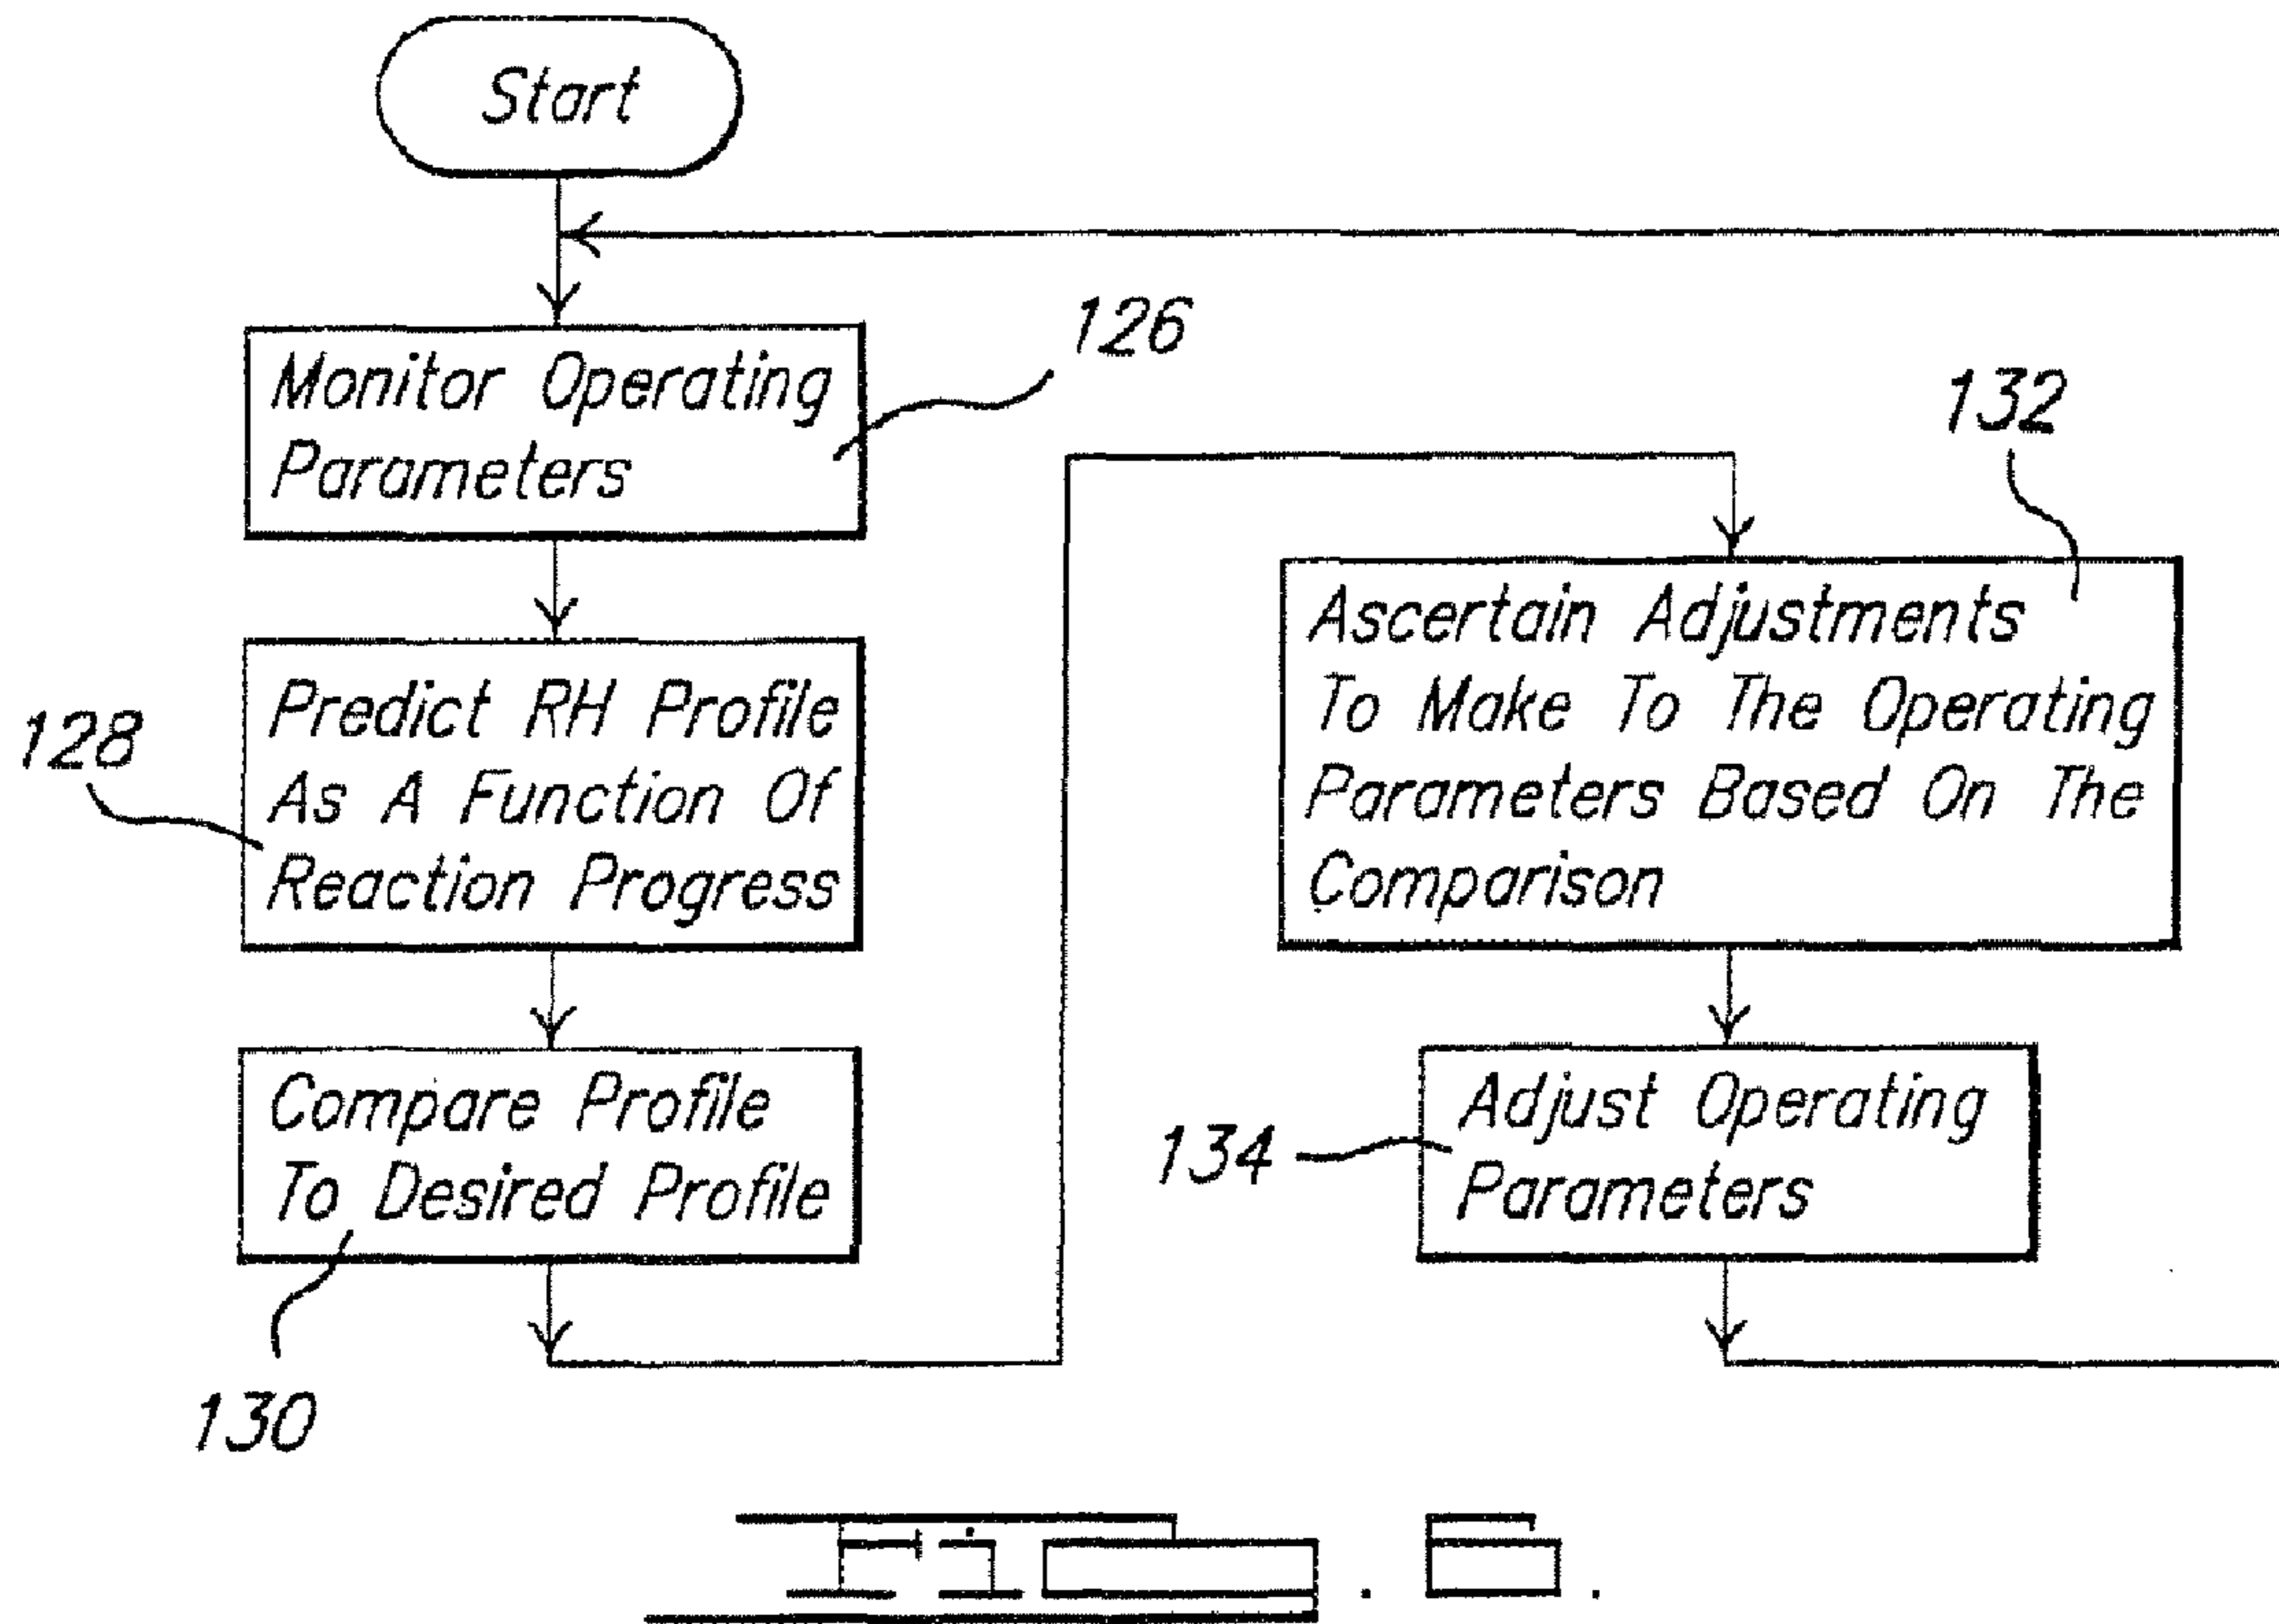 Start
126
Monitor Operating
Parameters
132
128
Predict RH Profile
As A Function Of
Reaction Progress
Ascertain Adjustments
To Make To The Operating
Parameters Based On The
Comparison
Compare Profile
To Desired Profile
130
134
Adjust Operating
Parameters